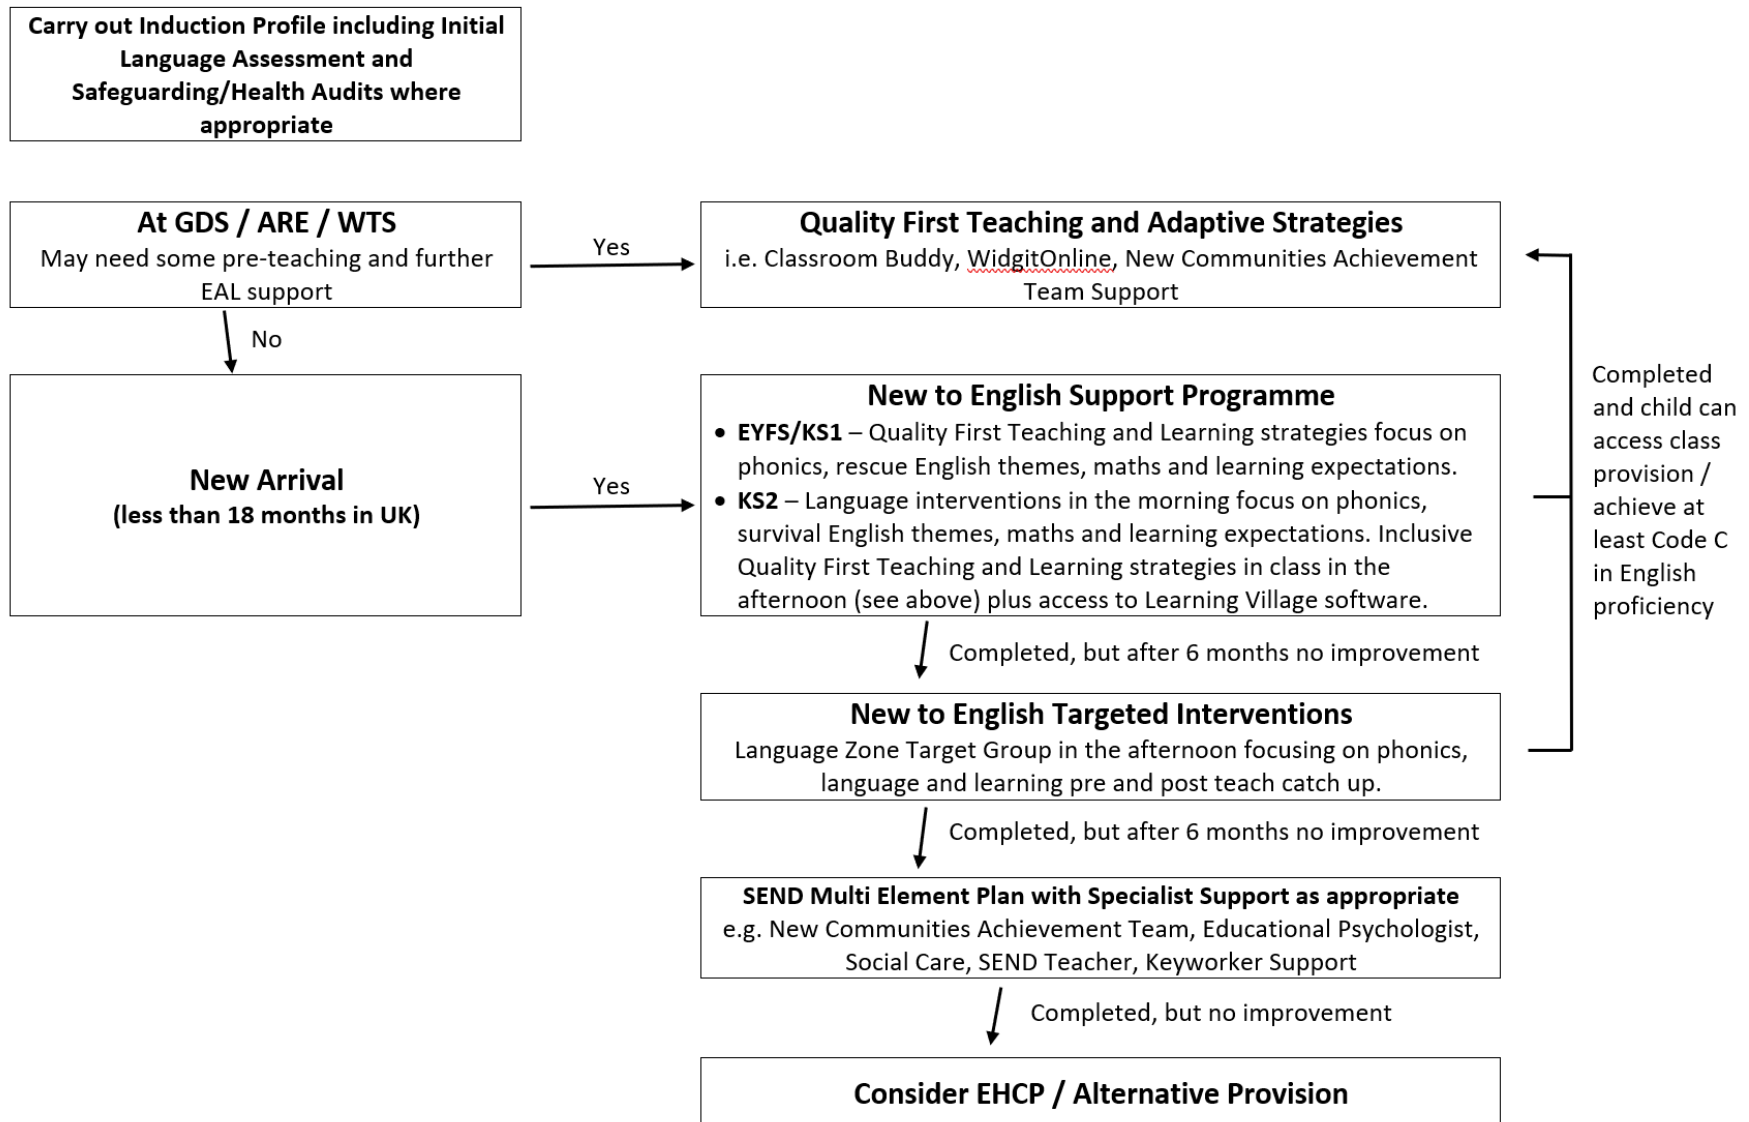 Carry out Induction Profile including Initial
Language Assessment and
Safeguarding/Health Audits where
appropriate
At GDS / ARE / WTS
May need some pre-teaching and further
EAL support
Yes
Quality First Teaching and Adaptive Strategies
i.e. Classroom Buddy, WidgitOnline, New Communities Achievement
Team Support
No
New Arrival
(less than 18 months in UK)
Yes
New to English Support Programme
• EYFS/KS1 – Quality First Teaching and Learning strategies focus on
phonics, rescue English themes, maths and learning expectations.
• KS2 – Language interventions in the morning focus on phonics,
survival English themes, maths and learning expectations. Inclusive
Quality First Teaching and Learning strategies in class in the
afternoon (see above) plus access to Learning Village software.
Completed
and child can
access class
provision /
achieve at
least Code C
in English
proficiency
Completed, but after 6 months no improvement
New to English Targeted Interventions
Language Zone Target Group in the afternoon focusing on phonics,
language and learning pre and post teach catch up.
Completed, but after 6 months no improvement
SEND Multi Element Plan with Specialist Support as appropriate
e.g. New Communities Achievement Team, Educational Psychologist,
Social Care, SEND Teacher, Keyworker Support
Completed, but no improvement
Consider EHCP / Alternative Provision